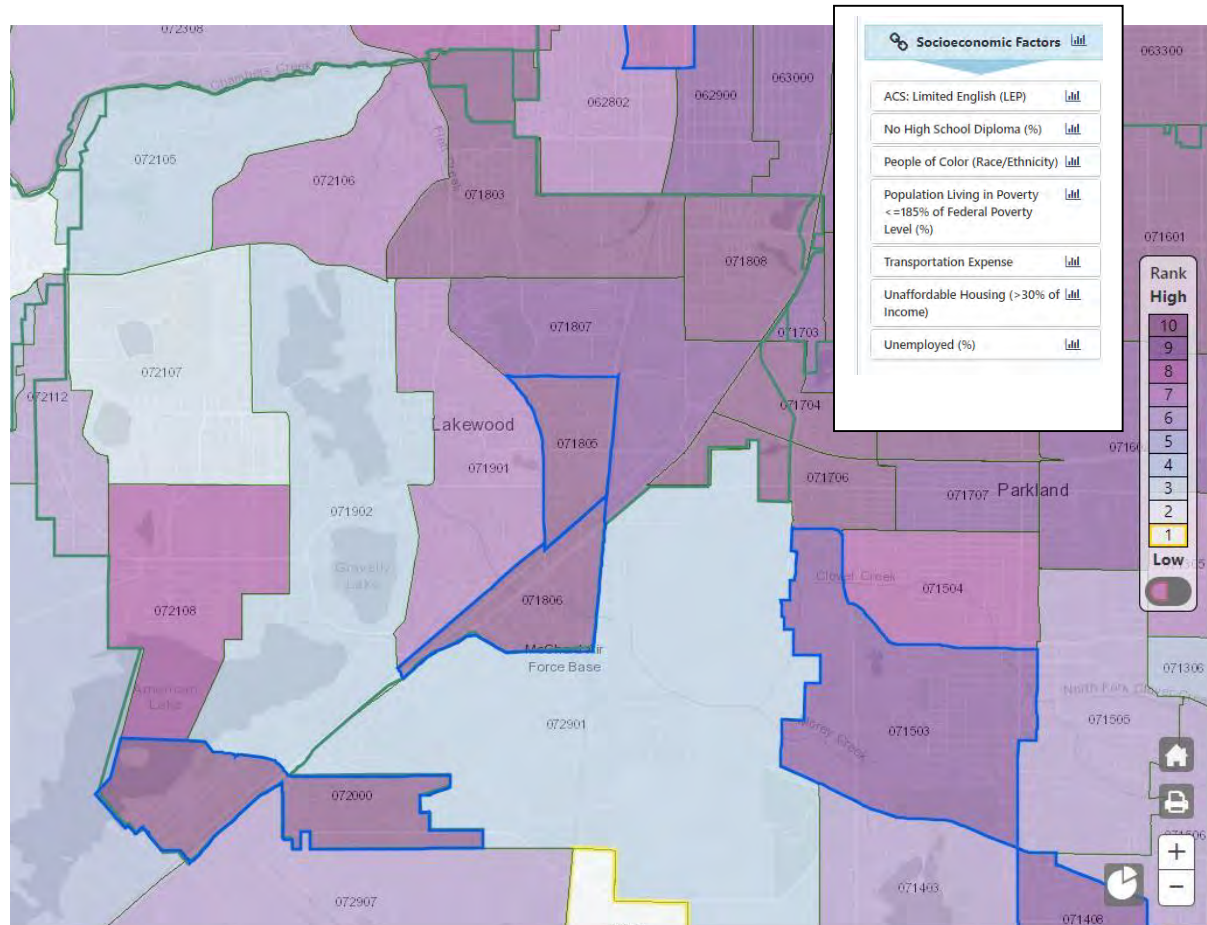 Socioeconomic Factors
ACS: Limited English (LEP)
No High School Diploma (%)
People of Color (Race/Ethnicity)
Population Living in Poverty
<=185% of Federal Poverty
Level (%)
Transportation Expense
Unaffordable Housing (>30% of
Income)
Unemployed (%)
072308
Chambers Creek
063300
063000
062802
062900
072105
072106
071803
071601
071808
Rank
High
10
9
8
7
6
5
4
3
2
1
Low
071807
071703
072107
072112
071704
Lakewood
071805
071901
071706
071707
Parkland
071902
Gravelly
Lake
Clover Creek
071504
072108
071806
Force Base
071306
American
Lake
North Fork Clover
072901
071505
Morey Creek
071503
072000
071403
072907
071408
+
−